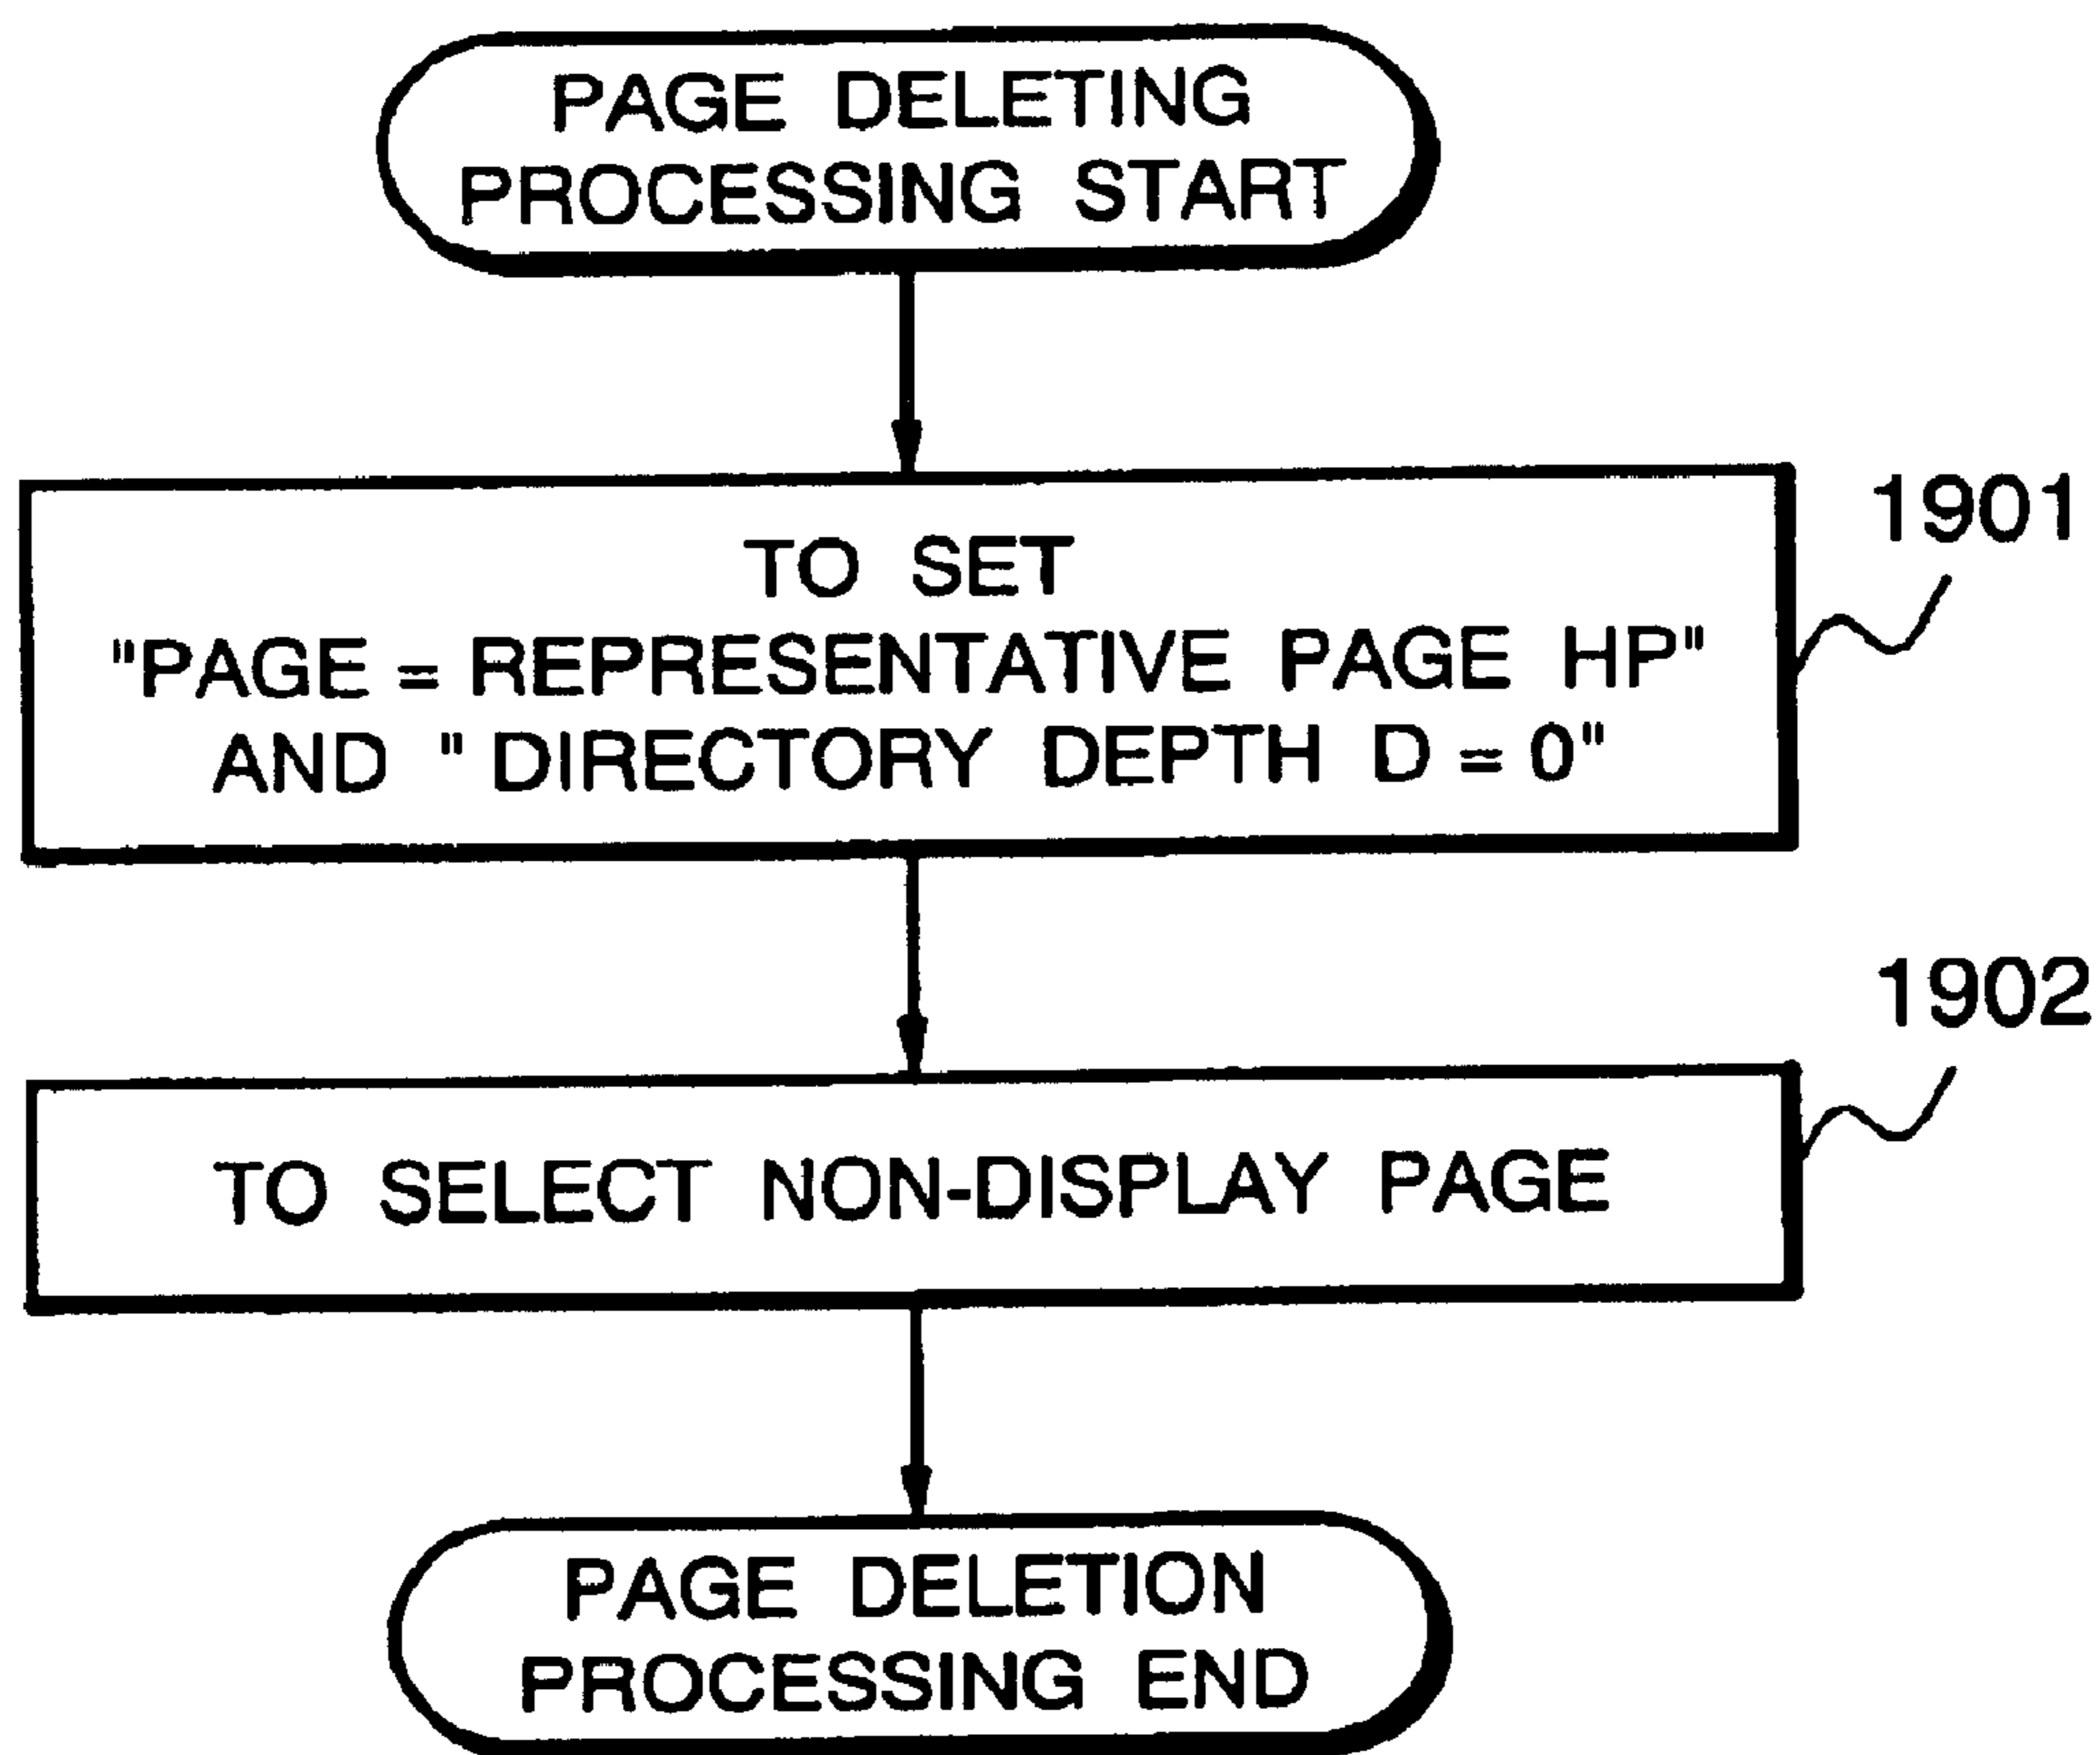 PAGE DELETING
PROCESSING START
1901
TO SET
"PAGE = REPRESENTATIVE PAGE HP"
AND " DIRECTORY DEPTH D = 0"
1902
TO SELECT NON-DISPLAY PAGE
PAGE DELETION
PROCESSING END